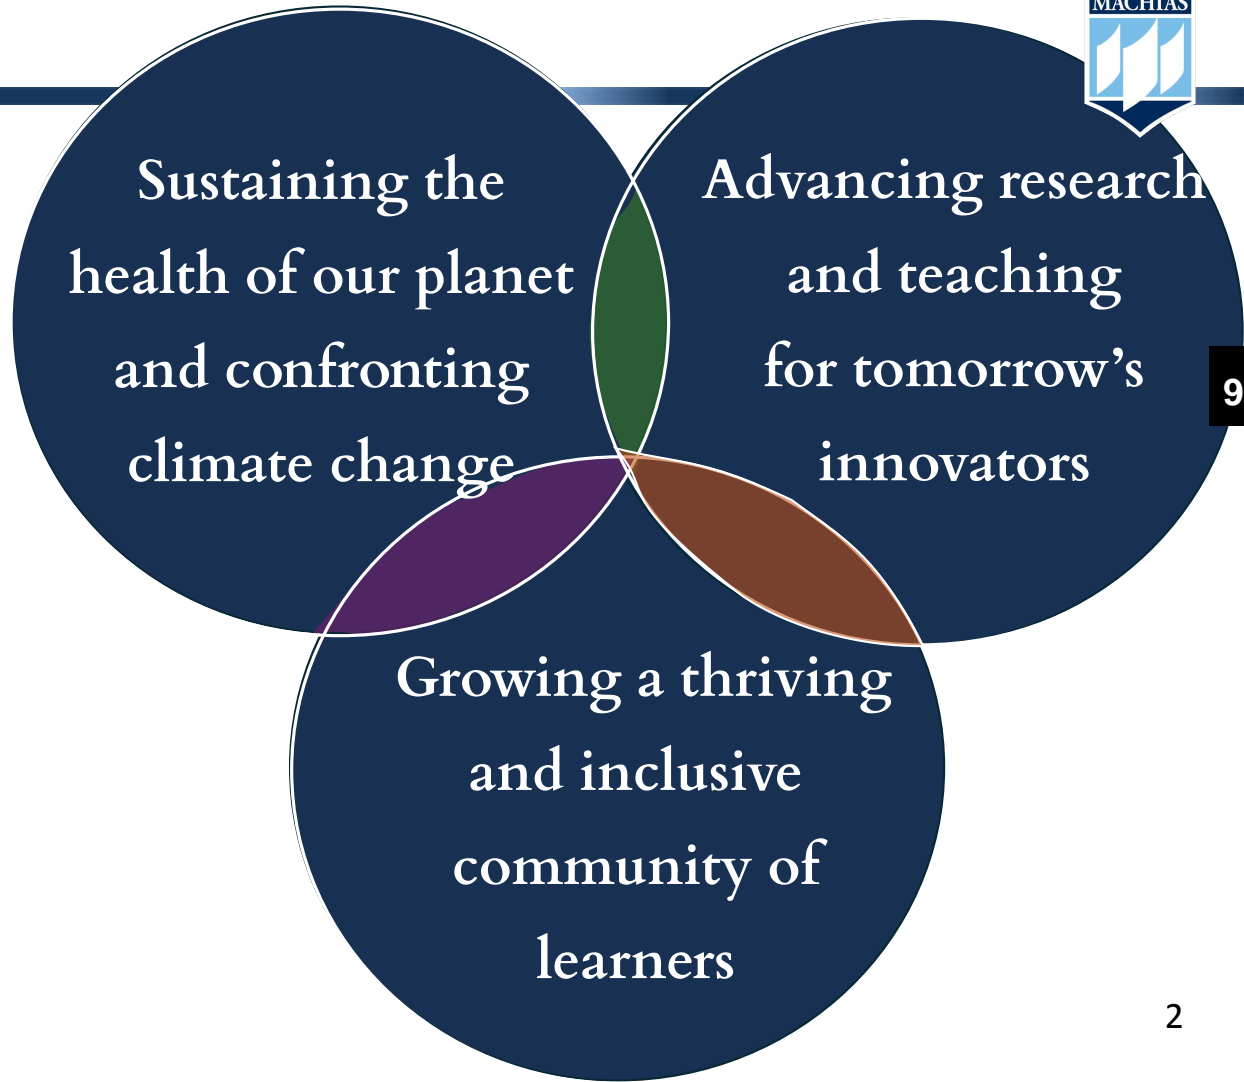 MACHIAS
Sustaining the
health of our planet
and confronting
climate change
Advancing research
and teaching
for tomorrow’s
innovators
9
Growing a thriving
and inclusive
community of
learners
2